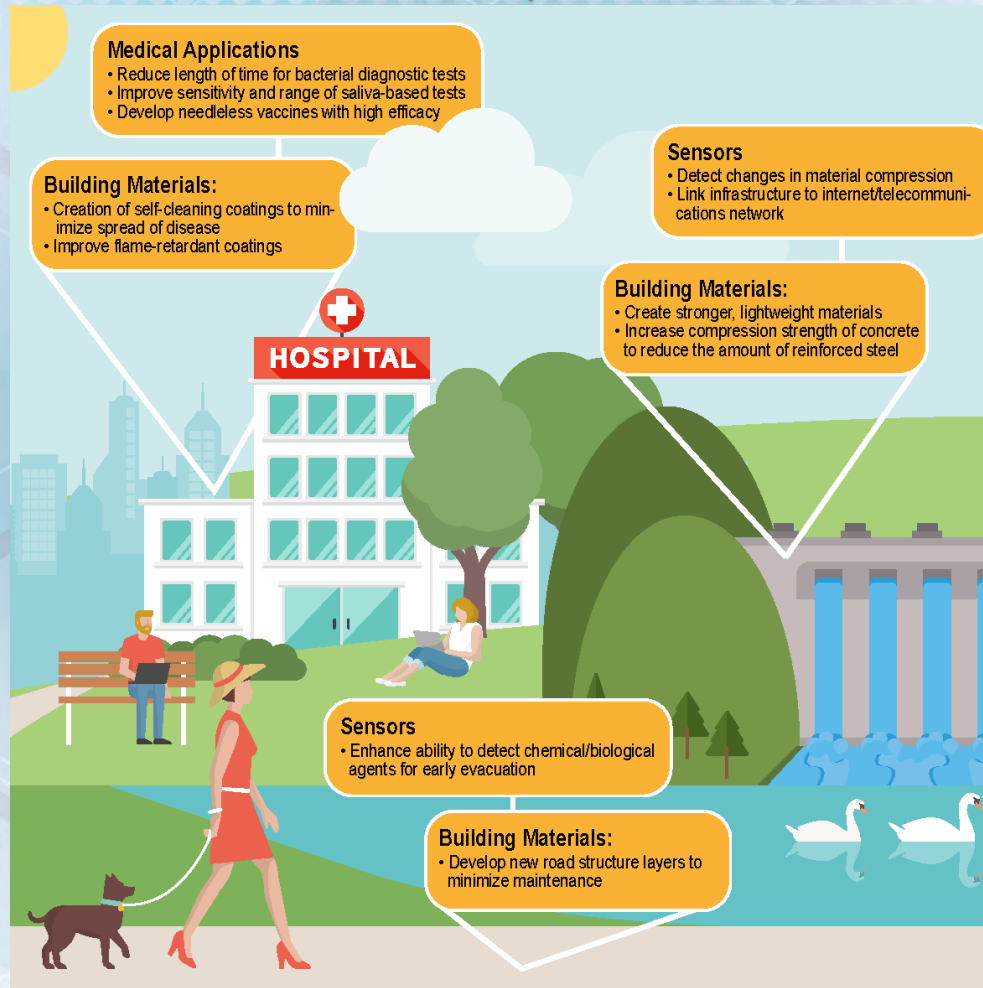 Medical Applications
• Reduce length of time for bacterial diagnostic tests
• Improve sensitivity and range of saliva-based tests
• Develop needleless vaccines with high efficacy
Building Materials:
• Creation of self-cleaning coatings to min-
imize spread of disease
• Improve flame-retardant coatings
Sensors
• Detect changes in material compression
• Link infrastructure to internet/telecommuni-
cations network
Building Materials:
• Create stronger, lightweight materials
• Increase compression strength of concrete
to reduce the amount of reinforced steel
HOSPITAL
Sensors
• Enhance ability to detect chemical/biological
agents for early evacuation
Building Materials:
• Develop new road structure layers to
minimize maintenance